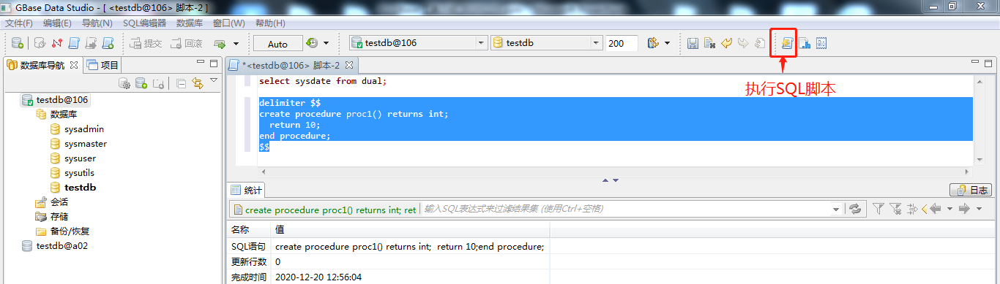 GBase Data Studio - [ <testdb@106> 脚本-2 ]
文件(F) 编辑(E) 导航(N) SQL编辑器 数据库 窗口(W) 帮助(H)
提交 回滚 Auto testdb@106 testdb 200
数据库导航 项目
*<testdb@106> 脚本-2
select sysdate from dual;
执行SQL脚本
delimiter $$
create procedure proc1() returns int;
return 10;
end procedure;
$$
testdb@106
数据库
sysadmin
sysmaster
sysuser
sysutils
testdb
会话
存储
备份/恢复
testdb@a02
统计
日志
create procedure proc1() returns int; ret 输入SQL表达式来过滤结果集 (使用Ctrl+空格)
名称 值
SQL语句 create procedure proc1() returns int; return 10;end procedure;
更新行数 0
完成时间 2020-12-20 12:56:04